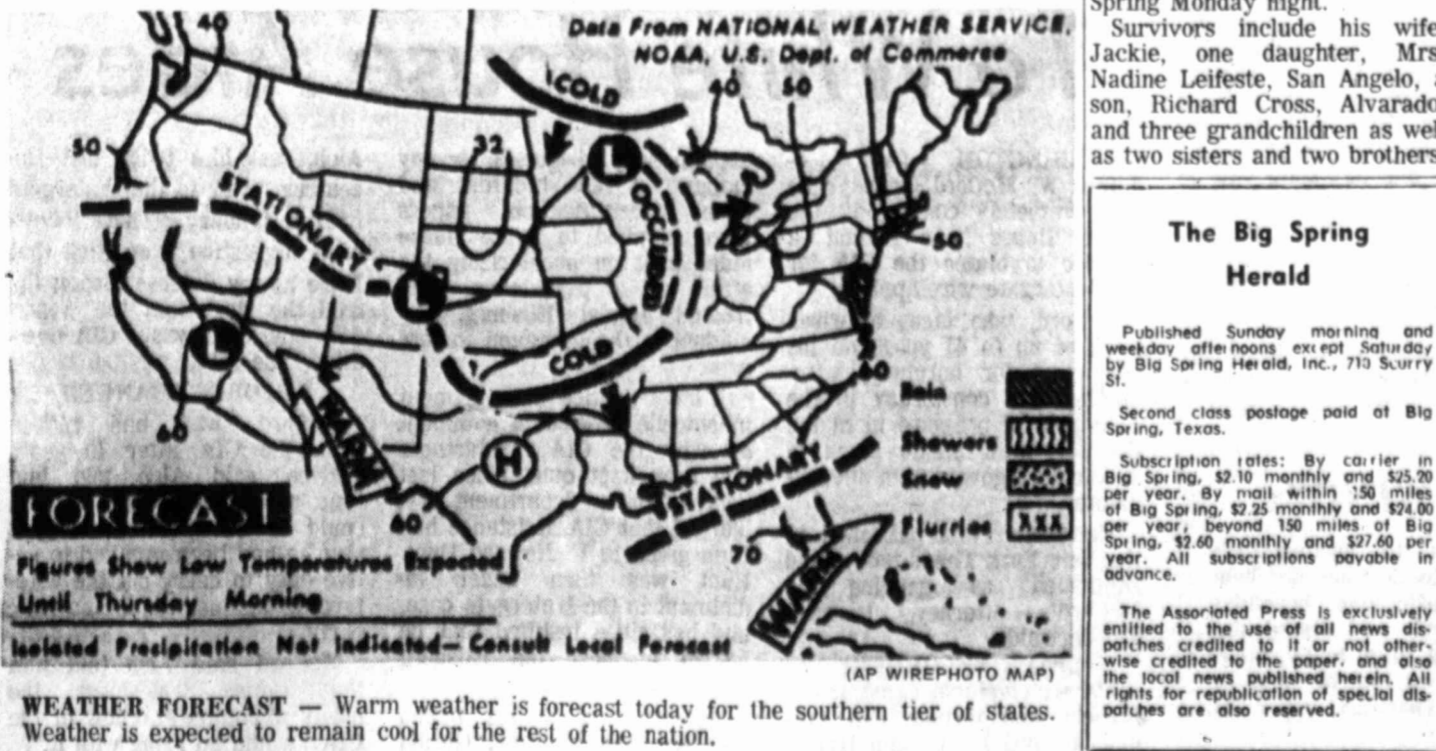 Data From NATIONAL WEATHER SERVICE,
NOAA, U.S. Dept. of Commerce
40
COLD
40 50
50
32
L
STATIONARY
OCCLUDED
50
L
L
COLD
60
60
WARM
H
STATIONARY
60
70
WARM
Rain
Showers
Snow
Flurries
FORECAST
Figures Show Low Temperatures Expected
Until Thursday Morning
Isolated Precipitation Not Indicated— Consult Local Forecast
(AP WIREPHOTO MAP)
WEATHER FORECAST — Warm weather is forecast today for the southern tier of states.
Weather is expected to remain cool for the rest of the nation.
Spring Monday night.
Survivors include his wife
Jackie, one daughter, Mrs
Nadine Leifeste, San Angelo,
son, Richard Cross, Alvarado
and three grandchildren as wel
as two sisters and two brothers
The Big Spring
Herald
Published Sunday morning and
weekday afternoons except Saturday
by Big Spring Herald, Inc., 710 Scurry
St.
Second class postage paid at Big
Spring, Texas.
Subscription rates: By carrier in
Big Spring, $2.10 monthly and $25.20
per year. By mail within 150 miles
of Big Spring, $2.25 monthly and $24.00
per year, beyond 150 miles of Big
Spring, $2.60 monthly and $27.60 per
year. All subscriptions payable in
advance.
The Associated Press is exclusively
entitled to the use of all news dis-
patches credited to it or not other-
wise credited to the paper, and also
the local news published herein. All
rights for republication of special dis-
patches are also reserved.